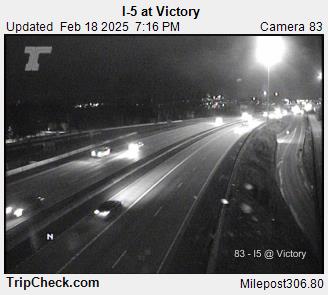 I-5 at Victory
Updated  Feb 18 2025  7:16 PM
Camera 83
T
N
83 - I5 @ Victory
TripCheck.com
Milepost306.80